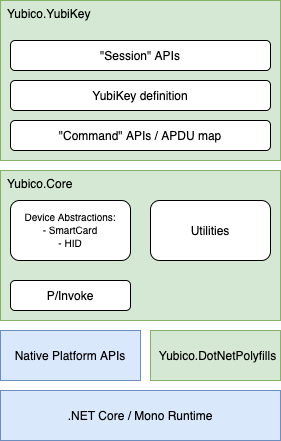 Yubico.YubiKey
"Session" APIs
YubiKey definition
"Command" APIs / APDU map
Yubico.Core
Device Abstractions:
- SmartCard
- HID
Utilities
P/Invoke
Native Platform APIs
Yubico.DotNetPolyfills
.NET Core / Mono Runtime